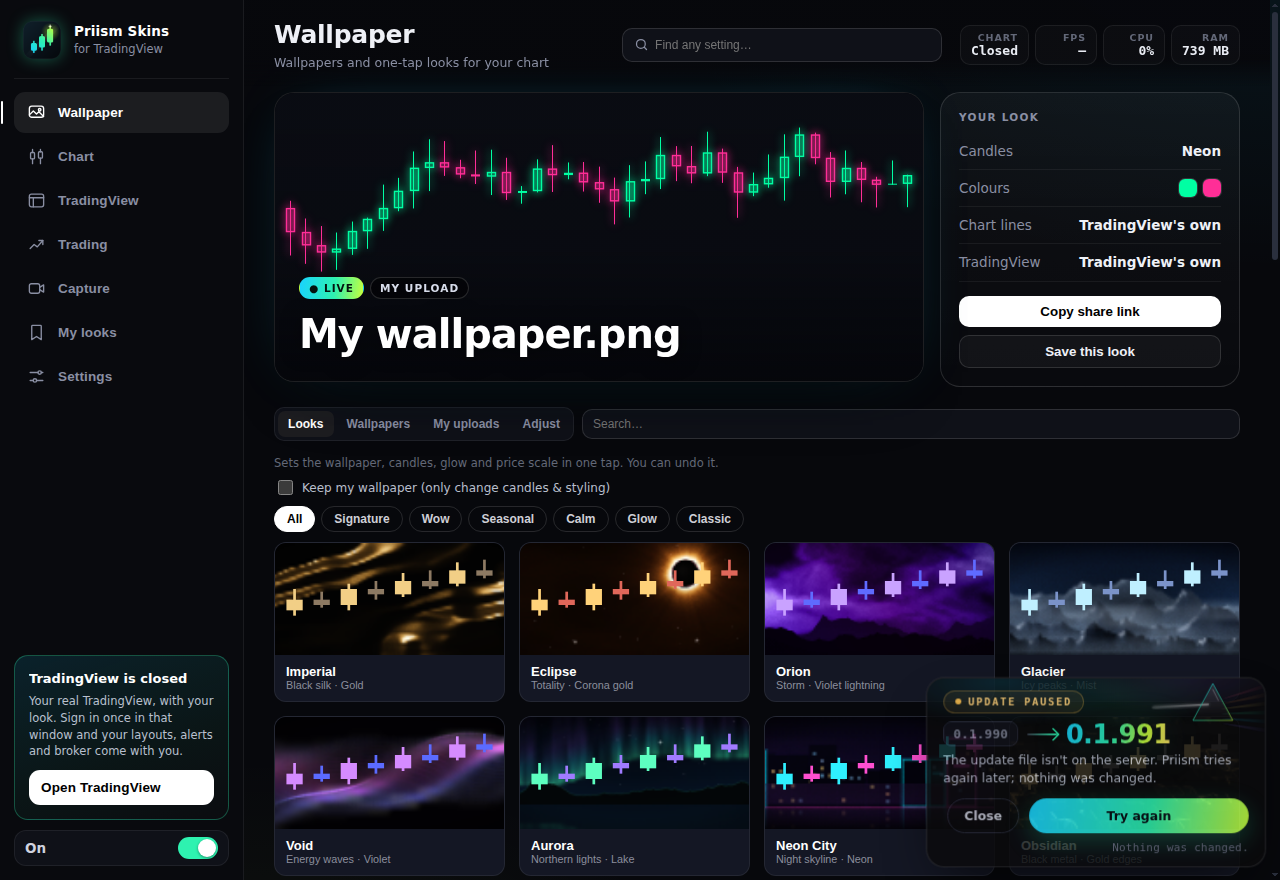 Priism Skins
for TradingView
Wallpaper
Chart
TradingView
Trading
Capture
My looks
Settings
TradingView is closed
Your real TradingView, with your
look. Sign in once in that
window and your layouts, alerts
and broker come with you.
Open TradingView
On
Wallpaper
Wallpapers and one-tap looks for your chart
Find any setting…
CHART
Closed
FPS
–
CPU
0%
RAM
739 MB
LIVE
MY UPLOAD
My wallpaper.png
YOUR LOOK
Candles Neon
Colours
Chart lines TradingView's own
TradingView TradingView's own
Copy share link
Save this look
Looks Wallpapers My uploads Adjust
Search…
Sets the wallpaper, candles, glow and price scale in one tap. You can undo it.
Keep my wallpaper (only change candles & styling)
All Signature Wow Seasonal Calm Glow Classic
Imperial
Black silk · Gold
Eclipse
Totality · Corona gold
Orion
Storm · Violet lightning
Glacier
Icy peaks · Mist
Void
Energy waves · Violet
Aurora
Northern lights · Lake
Neon City
Night skyline · Neon
Obsidian
Black metal · Gold edges
UPDATE PAUSED
0.1.990 → 0.1.991
The update file isn't on the server. Priism tries
again later; nothing was changed.
Close
Try again
Nothing was changed.